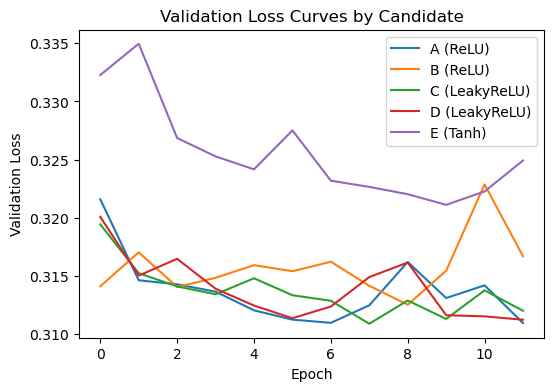 Validation Loss Curves by Candidate
A (ReLU)
B (ReLU)
C (LeakyReLU)
D (LeakyReLU)
E (Tanh)
Validation Loss
0.335
0.330
0.325
0.320
0.315
0.310
0 2 4 6 8 10
Epoch